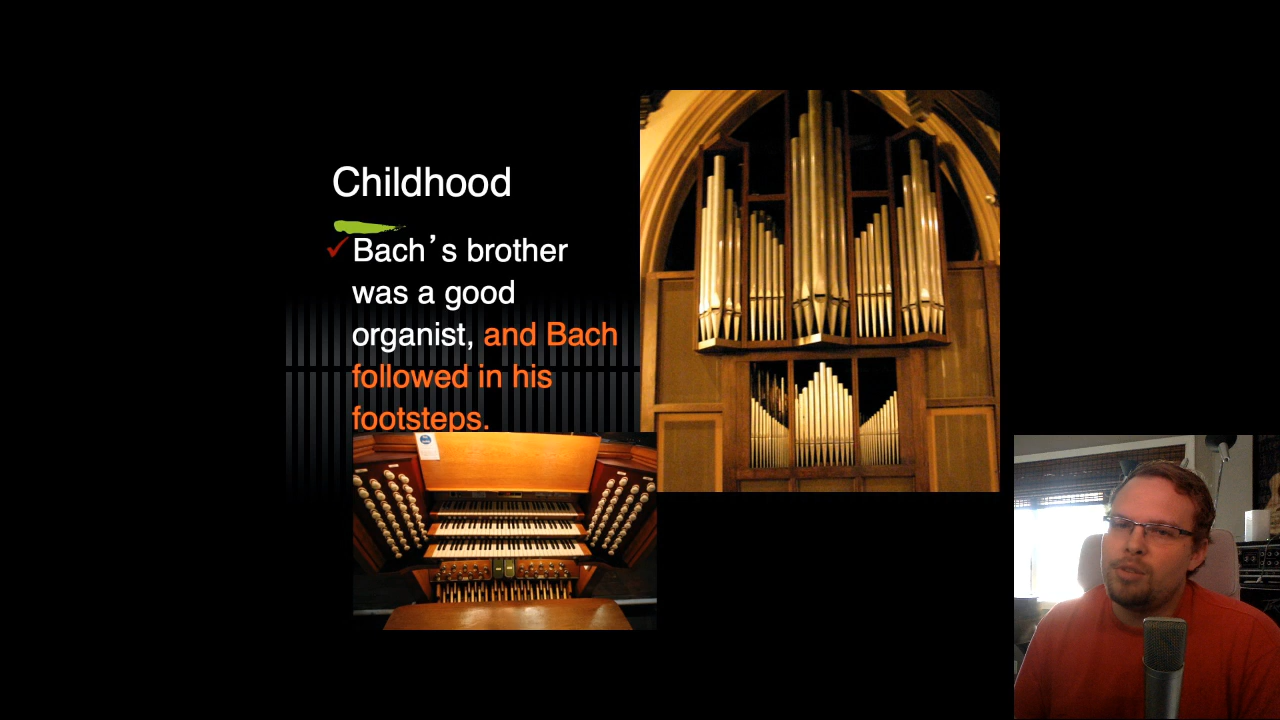 Childhood
Bach’s brother
was a good
organist, and Bach
followed in his
footsteps.